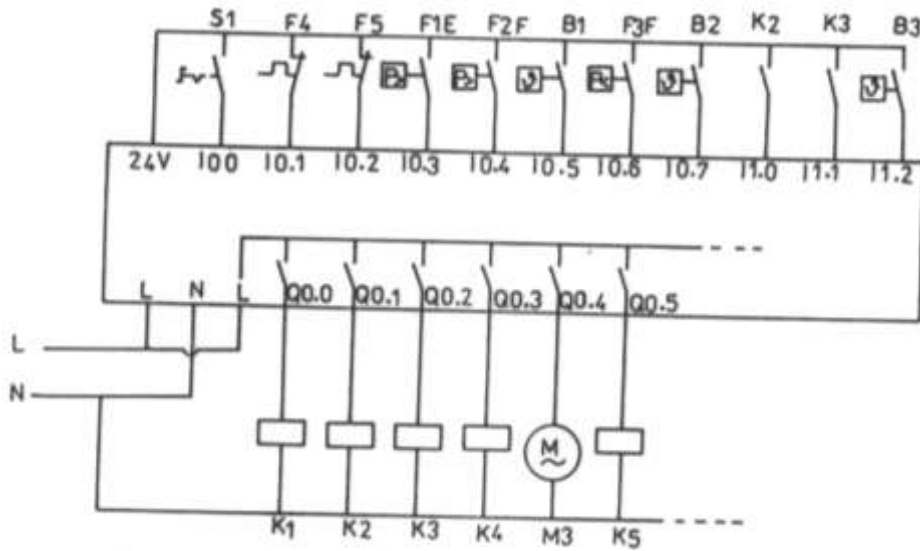 S1 F4 F5 F1E F2F B1 F3F B2 K2 K3 B3
P> P> ϑ P< ϑ ϑ
24V I0.0 I0.1 I0.2 I0.3 I0.4 I0.5 I0.6 I0.7 I1.0 I1.1 I1.2
L N L Q0.0 Q0.1 Q0.2 Q0.3 Q0.4 Q0.5
L
N
M
~
K1 K2 K3 K4 M3 K5